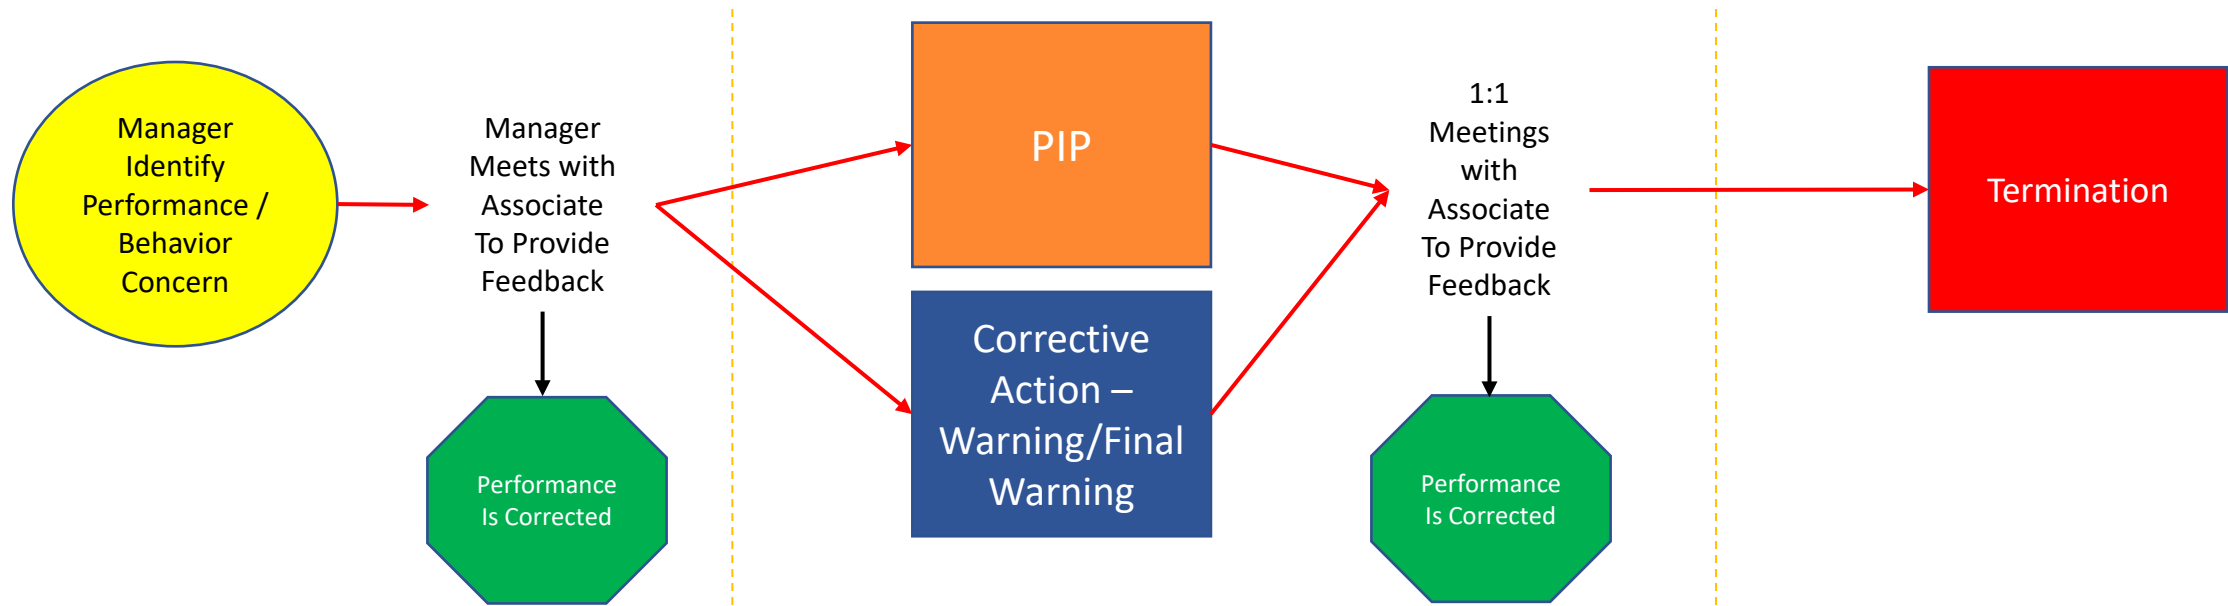 Manager
Identify
Performance /
Behavior
Concern
Manager
Meets with
Associate
To Provide
Feedback
Performance
Is Corrected
PIP
Corrective
Action –
Warning/Final
Warning
1:1
Meetings
with
Associate
To Provide
Feedback
Performance
Is Corrected
Termination